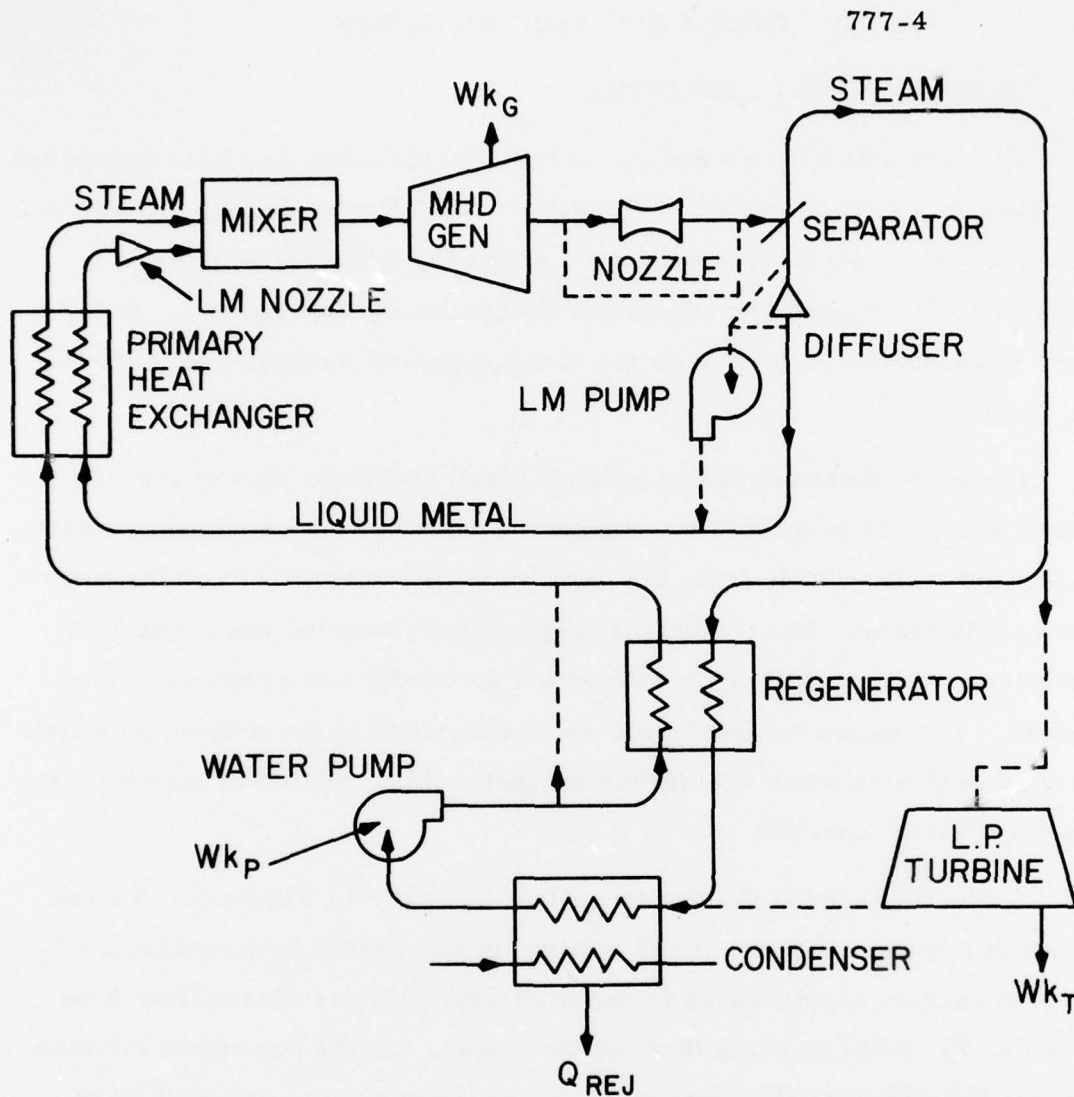 777-4
STEAM
Wk_G
STEAM
MIXER
MHD
GEN
SEPARATOR
NOZZLE
LM NOZZLE
PRIMARY
HEAT
EXCHANGER
DIFFUSER
LM PUMP
LIQUID METAL
REGENERATOR
WATER PUMP
Wk_P
L.P.
TURBINE
CONDENSER
Wk_T
Q_REJ